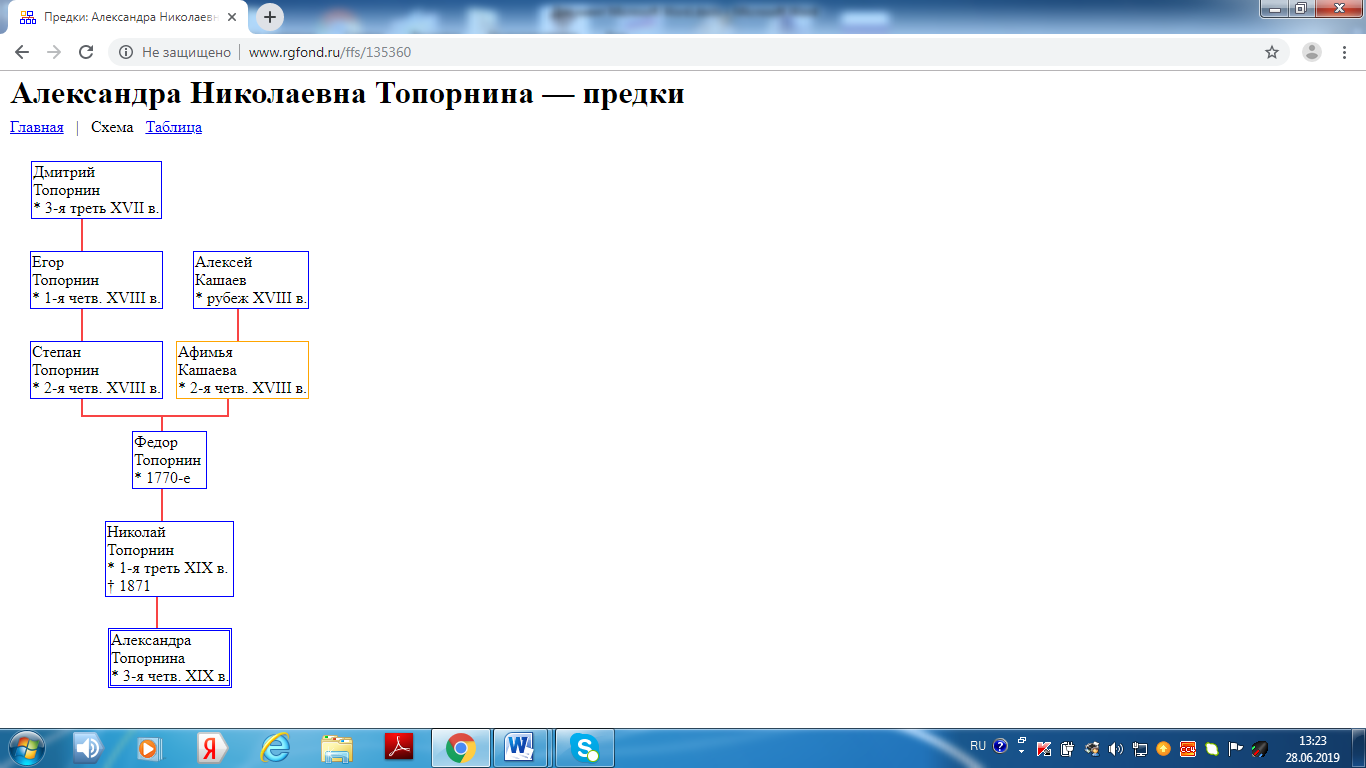 Предки: Александра Николаевн
Не защищено
www.rgfond.ru/ffs/135360
Александра Николаевна Топорнина — предки
Главная | Схема Таблица
Дмитрий
Топорнин
* 3-я треть XVII в.
Егор
Топорнин
* 1-я четв. XVIII в.
Алексей
Кашаев
* рубеж XVIII в.
Степан
Топорнин
* 2-я четв. XVIII в.
Афимья
Кашаева
* 2-я четв. XVIII в.
Федор
Топорнин
* 1770-е
Николай
Топорнин
* 1-я треть XIX в.
† 1871
Александра
Топорнина
* 3-я четв. XIX в.
RU
13:23
28.06.2019